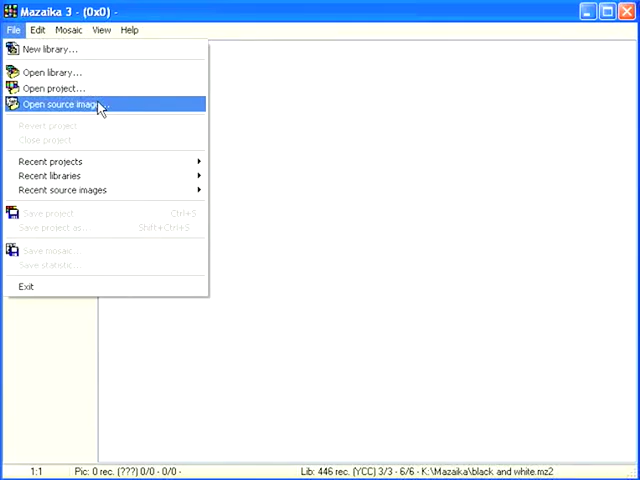 Mazaika 3 - (0x0) -
File Edit Mosaic View Help
New library...
Open library...
Open project...
Open source image...
Revert project
Close project
Recent projects
Recent libraries
Recent source images
Save project Ctrl+S
Save project as.. Shift+Ctrl+S
Save mosaic...
Save statistic...
Exit
1:1 Pic: 0 rec. (???) 0/0 - 0/0 - Lib: 446 rec. (YCC) 3/3 - 6/6 - K:\Mazaika\black and white.mz2